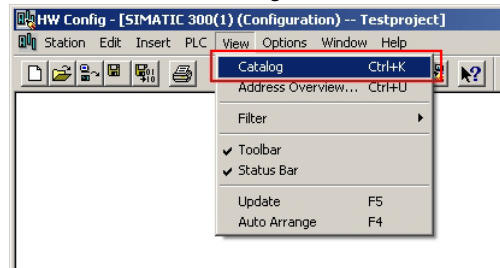 HW Config - [SIMATIC 300(1) (Configuration) -- Testproject]
Station Edit Insert PLC View Options Window Help
Catalog Ctrl+K
Address Overview... Ctrl+U
Filter
Toolbar
Status Bar
Update F5
Auto Arrange F4